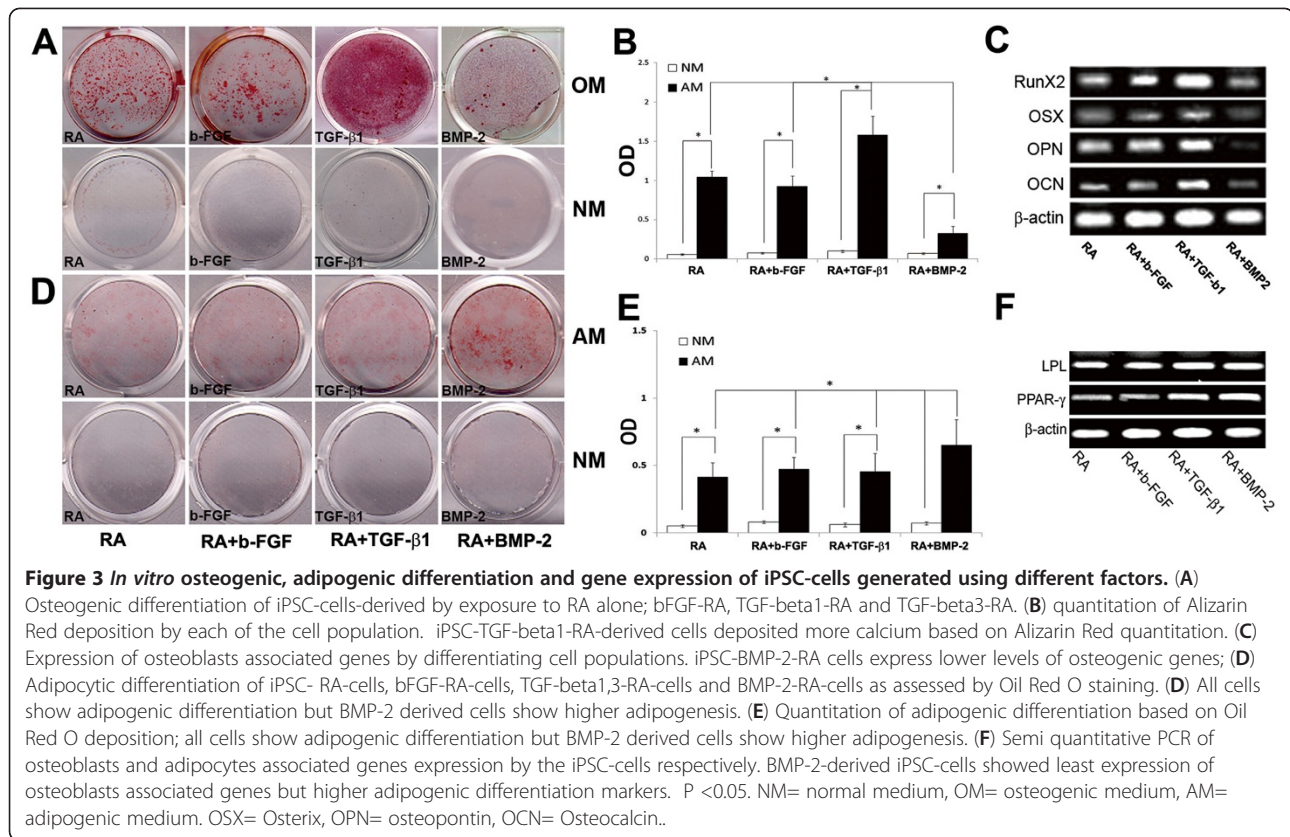 A
RA
b-FGF
TGF-β1
BMP-2
OM
RA
b-FGF
TGF-β1
BMP-2
NM
D
RA
b-FGF
TGF-β1
BMP-2
AM
RA
b-FGF
TGF-β1
BMP-2
NM
RA RA+b-FGF RA+TGF-β1 RA+BMP-2
B
NM
AM
OD
2.5
2
1.5
1
0.5
0
* * * * * *
RA RA+b-FGF RA+TGF-β1 RA+BMP-2
C
RunX2
OSX
OPN
OCN
β-actin
RA RA+b-FGF RA+TGF-b1 RA+BMP2
E
NM
AM
OD
1.5
1
0.5
0
* * * *
RA RA+b-FGF RA+TGF-β1 RA+BMP-2
F
LPL
PPAR-γ
β-actin
RA RA+b-FGF RA+TGF-β1 RA+BMP-2
Figure 3 In vitro osteogenic, adipogenic differentiation and gene expression of iPSC-cells generated using different factors. (A)
Osteogenic differentiation of iPSC-cells-derived by exposure to RA alone; bFGF-RA, TGF-beta1-RA and TGF-beta3-RA. (B) quantitation of Alizarin
Red deposition by each of the cell population. iPSC-TGF-beta1-RA-derived cells deposited more calcium based on Alizarin Red quantitation. (C)
Expression of osteoblasts associated genes by differentiating cell populations. iPSC-BMP-2-RA cells express lower levels of osteogenic genes; (D)
Adipocytic differentiation of iPSC- RA-cells, bFGF-RA-cells, TGF-beta1,3-RA-cells and BMP-2-RA-cells as assessed by Oil Red O staining. (D) All cells
show adipogenic differentiation but BMP-2 derived cells show higher adipogenesis. (E) Quantitation of adipogenic differentiation based on Oil
Red O deposition; all cells show adipogenic differentiation but BMP-2 derived cells show higher adipogenesis. (F) Semi quantitative PCR of
osteoblasts and adipocytes associated genes expression by the iPSC-cells respectively. BMP-2-derived iPSC-cells showed least expression of
osteoblasts associated genes but higher adipogenic differentiation markers. P <0.05. NM= normal medium, OM= osteogenic medium, AM=
adipogenic medium. OSX= Osterix, OPN= osteopontin, OCN= Osteocalcin..